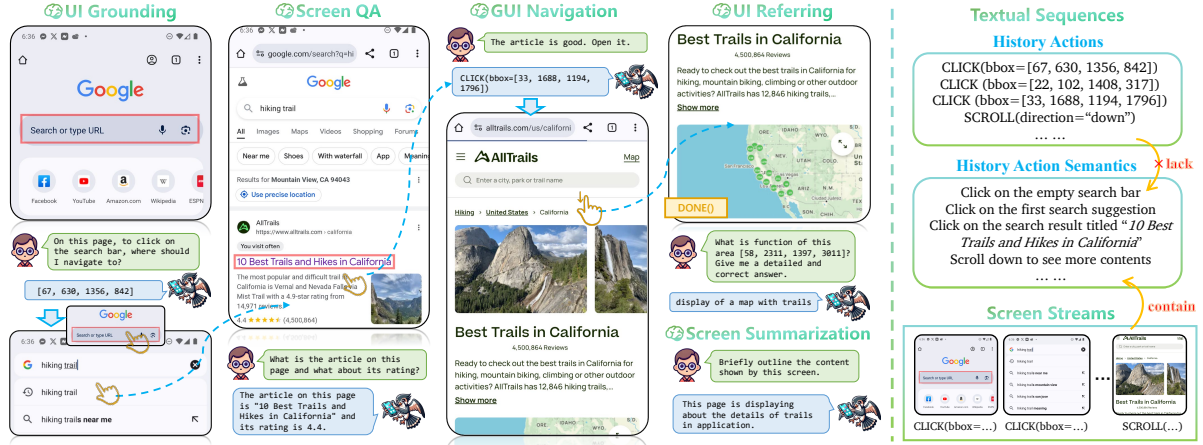 UI Grounding
6:36
Google
Search or type URL
Facebook
YouTube
Amazon.com
Wikipedia
ESPN
On this page, to click on
the search bar, where should
I navigate to?
[67, 630, 1356, 842]
Google
Search or type URL
6:36
hiking trail
hiking trail
hiking trails near me
Screen QA
6:36
google.com/search?q=hi
Google
hiking trail
All Images Maps Videos Shopping Forums
Near me
Shoes
With waterfall
App
Meaning
Results for Mountain View, CA 94043
Use precise location
AllTrails
https://www.alltrails.com › california
You visit often
10 Best Trails and Hikes in California
The most popular and difficult trail
California is Vernal and Nevada Falls
Mist Trail with a 4.9-star rating from
14,971 reviews
4.4 (4,500,864)
What is the article on this
page and what about its rating?
The article on this page
is "10 Best Trails and
Hikes in California" and
its rating is 4.4.
GUI Navigation
The article is good. Open it.
CLICK(bbox=[33, 1688, 1194,
1796])
alltrails.com/us/californi
AllTrails
Map
Enter a city, park or trail name
Hiking › United States › California
Best Trails in California
4,500,864 Reviews
Ready to check out the best trails in California for
hiking, mountain biking, climbing or other outdoor
activities? AllTrails has 12,846 hiking trails,...
Show more
UI Referring
Best Trails in California
4,500,864 Reviews
Ready to check out the best trails in California for
hiking, mountain biking, climbing or other outdoor
activities? AllTrails has 12,846 hiking trails,...
Show more
DONE()
What is function of this
area [58, 2311, 1397, 3011]?
Give me a detailed and
correct answer.
display of a map with trails
Screen Summarization
Briefly outline the content
shown by this screen.
This page is displaying
about the details of trails
in application.
Textual Sequences
History Actions
CLICK(bbox=[67, 630, 1356, 842])
CLICK (bbox=[22, 102, 1408, 317])
CLICK (bbox=[33, 1688, 1194, 1796])
SCROLL(direction="down")
... ...
× lack
History Action Semantics
Click on the empty search bar
Click on the first search suggestion
Click on the search result titled "10 Best
Trails and Hikes in California"
Scroll down to see more contents
... ...
contain
Screen Streams
Google
AllTrails
Best Trails in California
CLICK(bbox=...)
CLICK(bbox=...)
SCROLL(...)